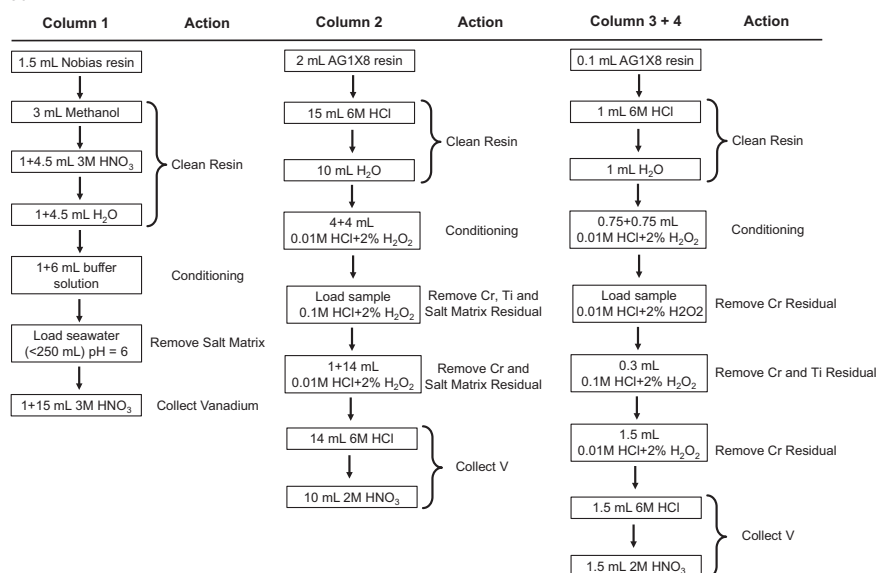 Column 1 Action
1.5 mL Nobias resin
3 mL Methanol
1+4.5 mL 3M HNO₃
1+4.5 mL H₂O
Clean Resin
1+6 mL buffer
solution
Conditioning
Load seawater
(<250 mL) pH = 6
Remove Salt Matrix
1+15 mL 3M HNO₃
Collect Vanadium
Column 2 Action
2 mL AG1X8 resin
15 mL 6M HCl
10 mL H₂O
Clean Resin
4+4 mL
0.01M HCl+2% H₂O₂
Conditioning
Load sample
0.1M HCl+2% H₂O₂
Remove Cr, Ti and
Salt Matrix Residual
1+14 mL
0.01M HCl+2% H₂O₂
Remove Cr and
Salt Matrix Residual
14 mL 6M HCl
10 mL 2M HNO₃
Collect V
Column 3 + 4 Action
0.1 mL AG1X8 resin
1 mL 6M HCl
1 mL H₂O
Clean Resin
0.75+0.75 mL
0.01M HCl+2% H₂O₂
Conditioning
Load sample
0.01M HCl+2% H2O2
Remove Cr Residual
0.3 mL
0.1M HCl+2% H₂O₂
Remove Cr and Ti Residual
1.5 mL
0.01M HCl+2% H₂O₂
Remove Cr Residual
1.5 mL 6M HCl
1.5 mL 2M HNO₃
Collect V